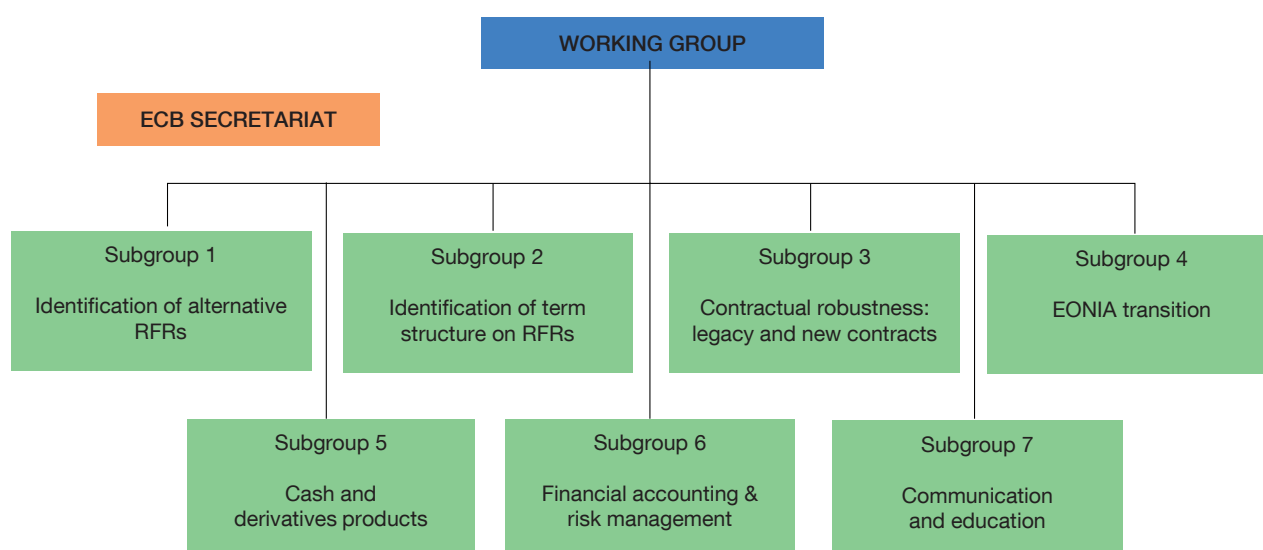 WORKING GROUP
ECB SECRETARIAT
Subgroup 1
Identification of alternative
RFRs
Subgroup 2
Identification of term
structure on RFRs
Subgroup 3
Contractual robustness:
legacy and new contracts
Subgroup 4
EONIA transition
Subgroup 5
Cash and
derivatives products
Subgroup 6
Financial accounting &
risk management
Subgroup 7
Communication
and education